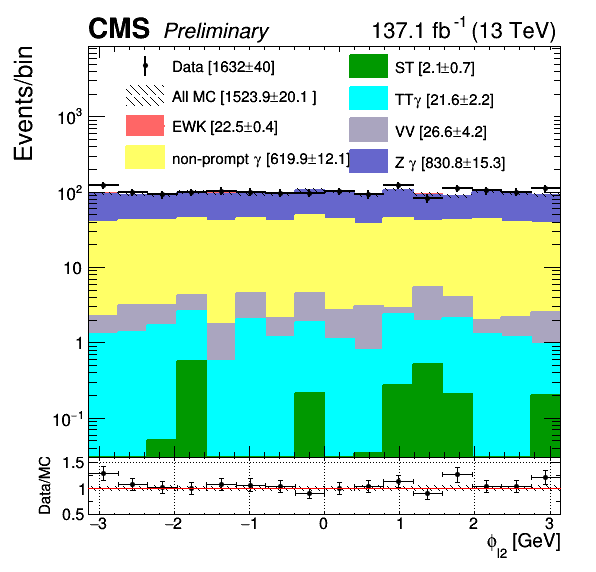 CMS Preliminary 137.1 fb⁻¹ (13 TeV)
Events/bin
Data [1632±40]
All MC [1523.9±20.1 ]
EWK [22.5±0.4]
non-prompt γ [619.9±12.1]
ST [2.1±0.7]
TTγ [21.6±2.2]
VV [26.6±4.2]
Z γ [830.8±15.3]
10³
10²
10
1
10⁻¹
Data/MC
1.5
1
0.5
−3 −2 −1 0 1 2 3
ϕ_l2 [GeV]